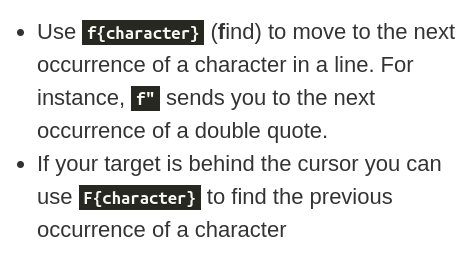 • Use f{character} (find) to move to the next
occurrence of a character in a line. For
instance, f" sends you to the next
occurrence of a double quote.
• If your target is behind the cursor you can
use F{character} to find the previous
occurrence of a character